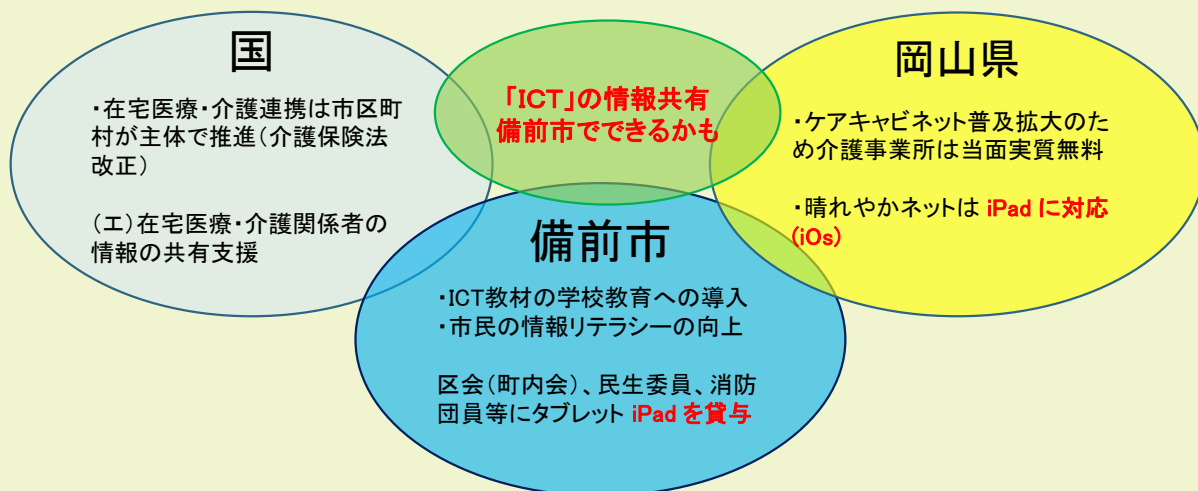 国
・在宅医療・介護連携は市区町
村が主体で推進(介護保険法
改正)
(エ)在宅医療・介護関係者の
情報の共有支援
「ICT」の情報共有
備前市でできるかも
岡山県
・ケアキャビネット普及拡大のた
め介護事業所は当面実質無料
・晴れやかネットは iPad に対応
(iOs)
備前市
・ICT教材の学校教育への導入
・市民の情報リテラシーの向上
区会(町内会)、民生委員、消防
団員等にタブレット iPad を貸与